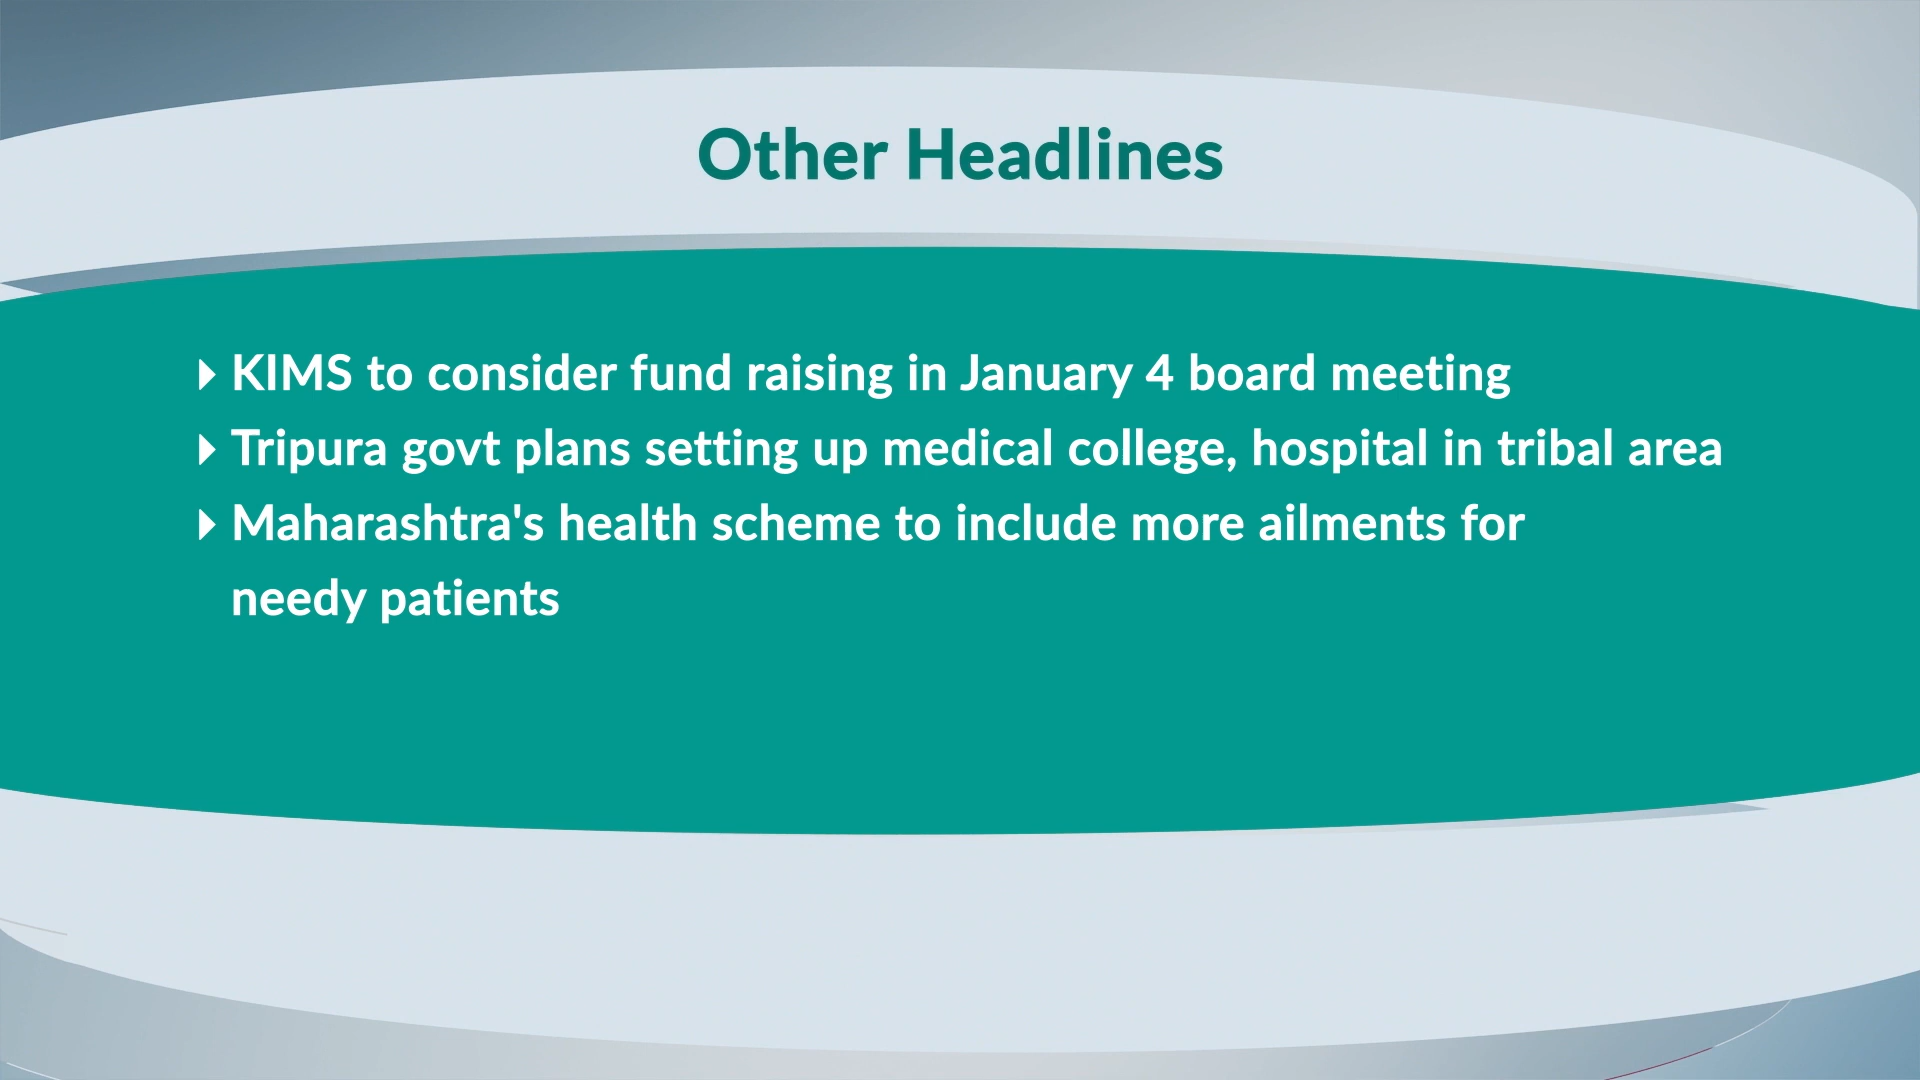 Other Headlines
KIMS to consider fund raising in January 4 board meeting
Tripura govt plans setting up medical college, hospital in tribal area
Maharashtra's health scheme to include more ailments for
needy patients